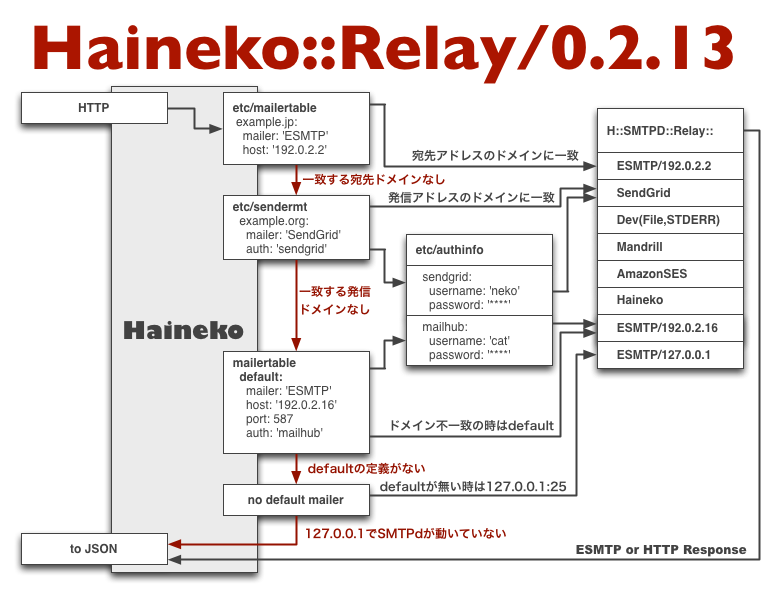 Haineko::Relay/0.2.13
HTTP
etc/mailertable
example.jp:
mailer: 'ESMTP'
host: '192.0.2.2'
宛先アドレスのドメインに一致
一致する宛先ドメインなし
etc/sendermt
example.org:
mailer: 'SendGrid'
auth: 'sendgrid'
発信アドレスのドメインに一致
etc/authinfo
sendgrid:
username: 'neko'
password: '****'
mailhub:
username: 'cat'
password: '****'
H::SMTPD::Relay::
ESMTP/192.0.2.2
SendGrid
Dev(File,STDERR)
Mandrill
AmazonSES
Haineko
ESMTP/192.0.2.16
ESMTP/127.0.0.1
一致する発信
ドメインなし
Haineko
mailertable
default:
mailer: 'ESMTP'
host: '192.0.2.16'
port: 587
auth: 'mailhub'
ドメイン不一致の時はdefault
defaultの定義がない
defaultが無い時は127.0.0.1:25
no default mailer
127.0.0.1でSMTPdが動いていない
to JSON
ESMTP or HTTP Response